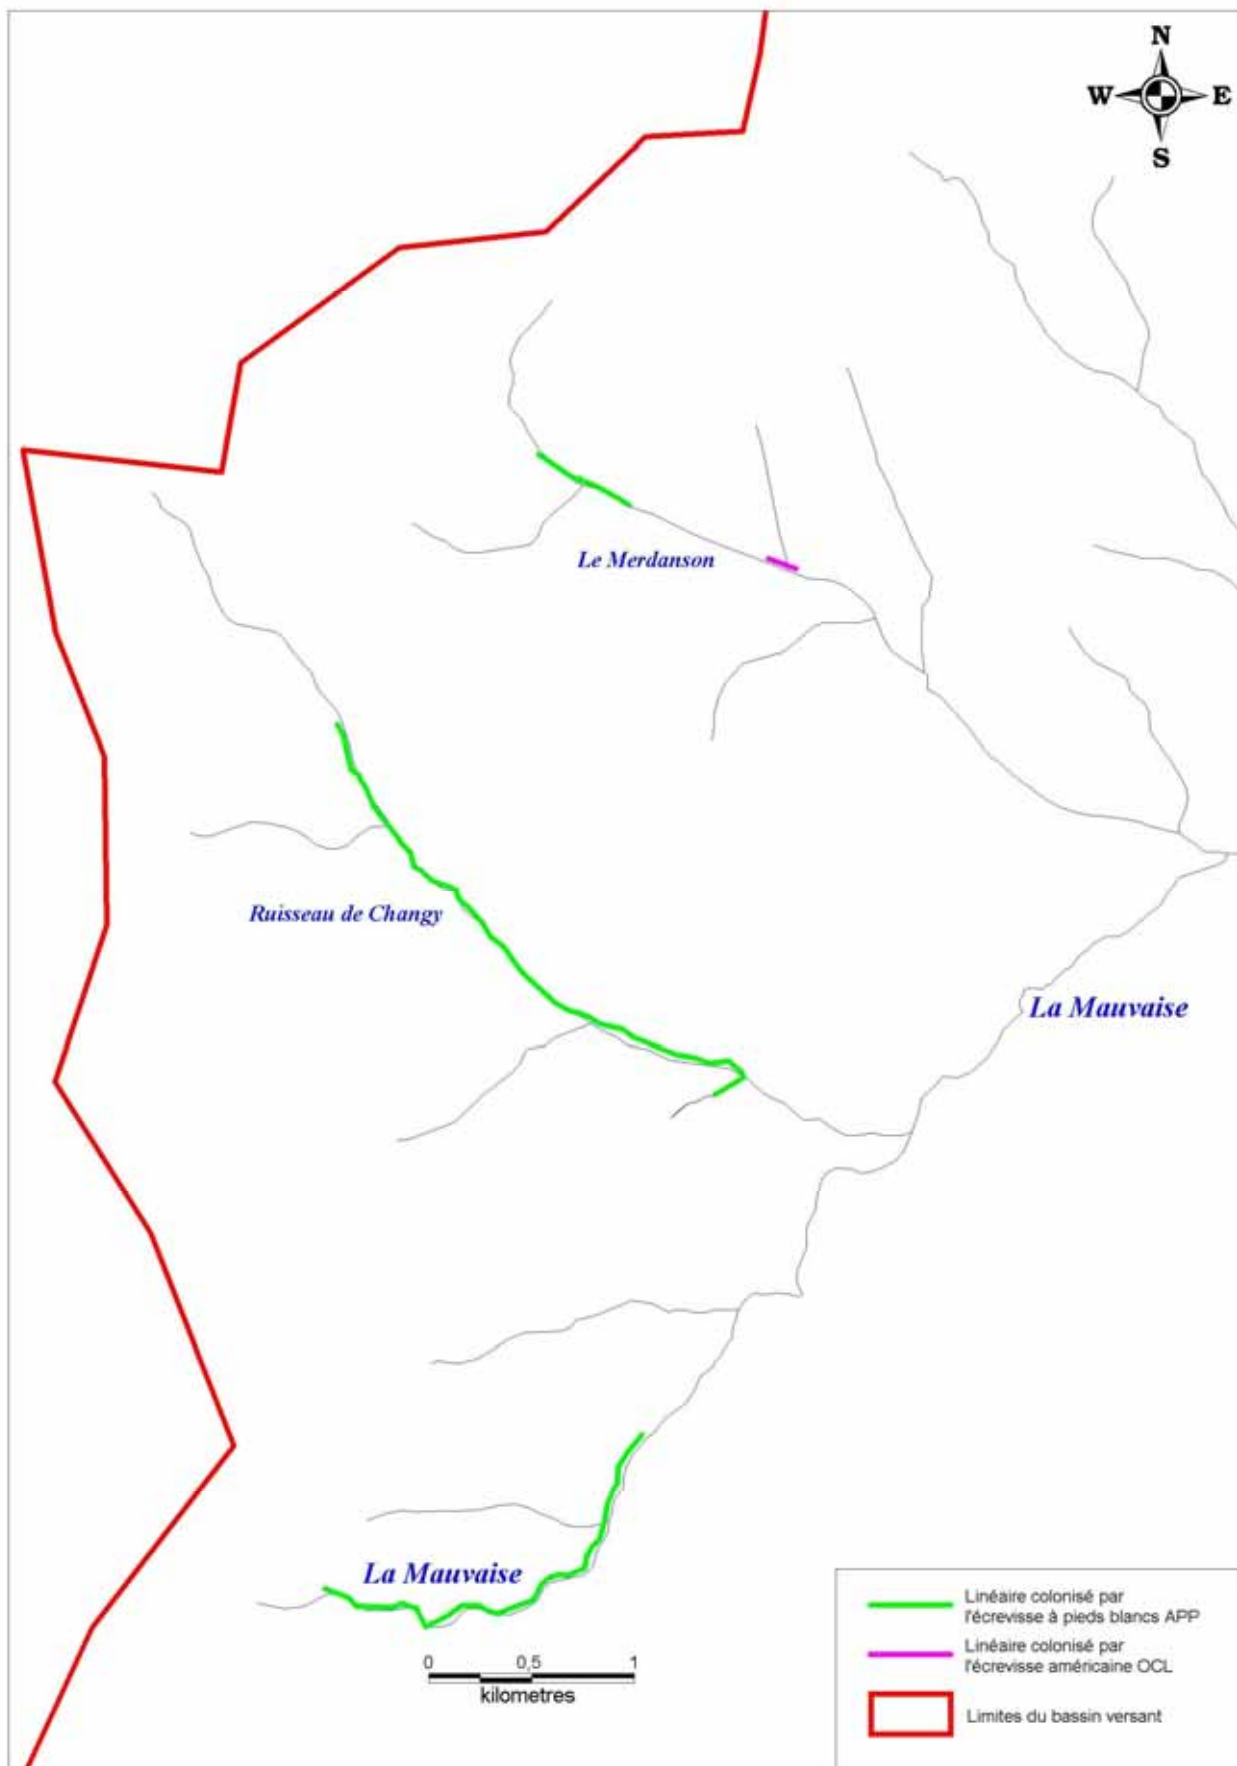 N
W E
S
Le Merdanson
Ruisseau de Changy
La Mauvaise
La Mauvaise
0 0,5 1
kilometres
Linéaire colonisé par
l'écrevisse à pieds blancs APP
Linéaire colonisé par
l'écrevisse américaine OCL
Limites du bassin versant